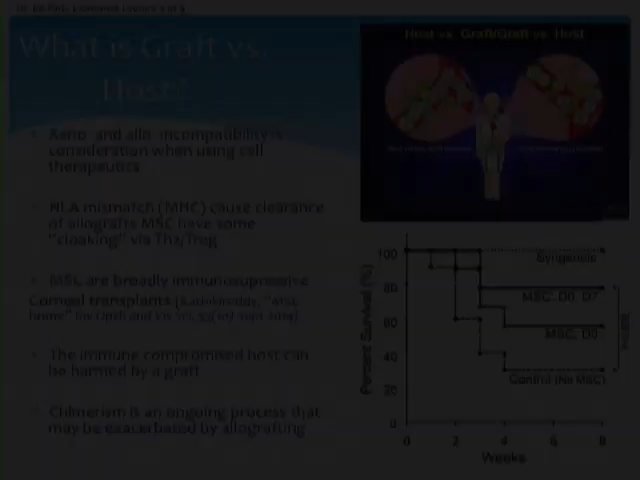 What is Graft vs.
Host?
Host vs. Graft/Graft vs. Host
Xeno- and allo- incompatibility is
consideration when using cell
therapeutics
HLA mismatch (MHC) cause clearance
of allografts MSC have some
"cloaking" via Th2/Treg
MSC are broadly immunosupressive
Corneal transplants
The immune compromised host can
be harmed by a graft
Chimerism is an ongoing process that
may be exacerbated by allografting
Percent Survival (%)
100
80
60
40
20
0
Syngeneic
MSC; D0, D7
MSC; D0
Control (No MSC)
0 2 4 6 8
Weeks